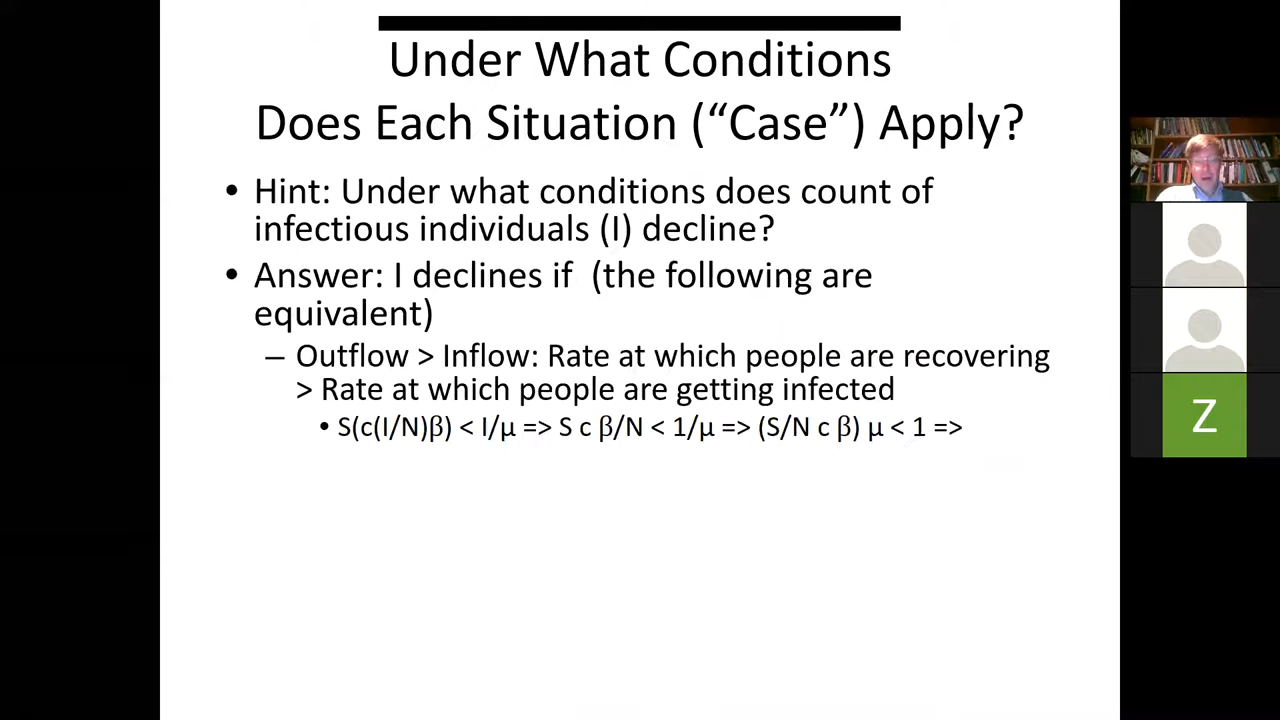 Under What Conditions
Does Each Situation (“Case”) Apply?
• Hint: Under what conditions does count of
infectious individuals (I) decline?
• Answer: I declines if  (the following are
equivalent)
– Outflow > Inflow: Rate at which people are recovering
> Rate at which people are getting infected
• S(c(I/N)β) < I/μ => S c β/N < 1/μ => (S/N c β) μ < 1 =>
Z